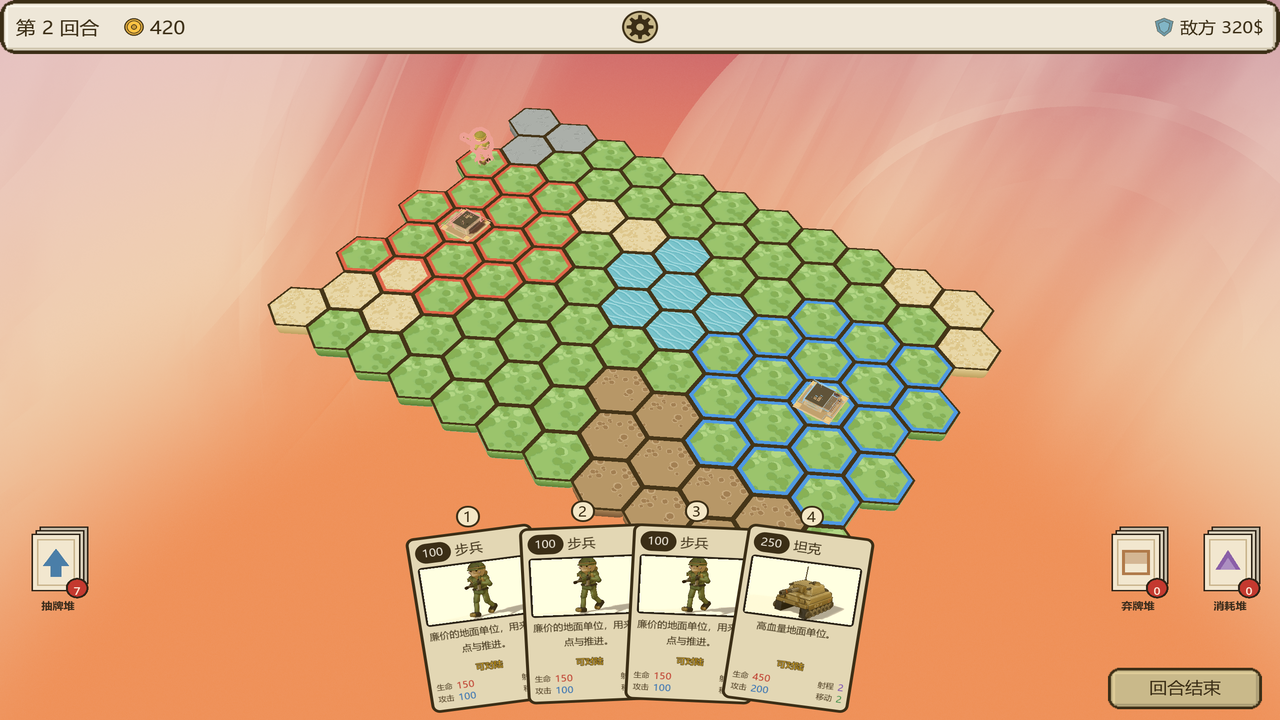 第 2 回合
420
敌方 320$
1
2
3
4
100 步兵
廉价的地面单位，用来
点与推进。
生命 150
攻击 100
100 步兵
廉价的地面单位，用来
点与推进。
生命 150
攻击 100
100 步兵
廉价的地面单位，用来
点与推进。
生命 150
攻击 100
250 坦克
高血量地面单位。
生命 450
攻击 200
射程 2
移动 2
7
抽牌堆
0
弃牌堆
0
消耗堆
回合结束